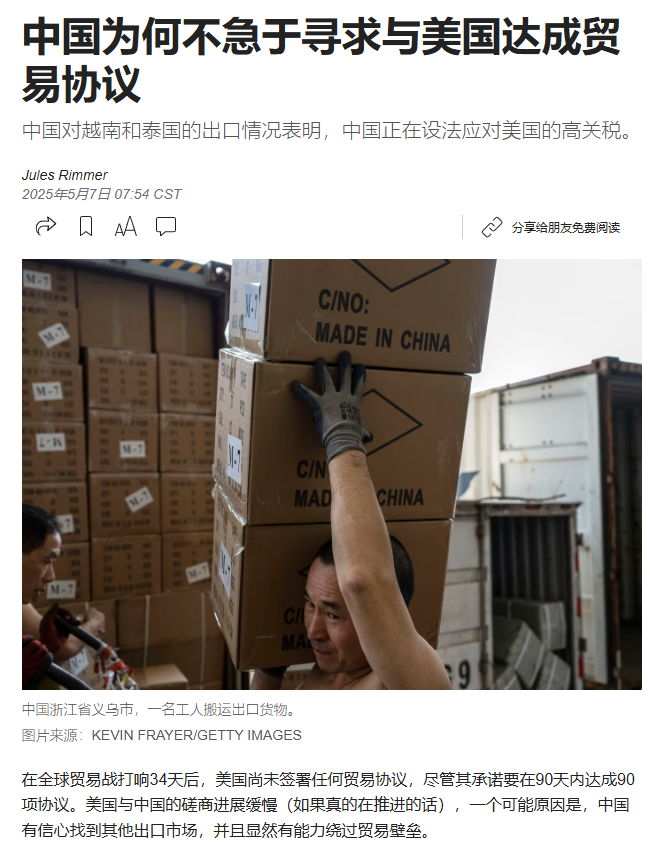 中国为何不急于寻求与美国达成贸
易协议
中国对越南和泰国的出口情况表明，中国正在设法应对美国的高关税。
Jules Rimmer
2025年5月7日 07:54 CST
AA
分享给朋友免费阅读
M-7
C/NO:
MADE IN CHINA
M-7
M-7
M-7
M-7
M-7
M-7
M-7
C/N
MAD
CHINA
M-7
M-7
M-7
C/
MA
9
中国浙江省义乌市，一名工人搬运出口货物。
图片来源：KEVIN FRAYER/GETTY IMAGES
在全球贸易战打响34天后，美国尚未签署任何贸易协议，尽管其承诺要在90天内达成90
项协议。美国与中国的磋商进展缓慢（如果真的在推进的话），一个可能原因是，中国
有信心找到其他出口市场，并且显然有能力绕过贸易壁垒。